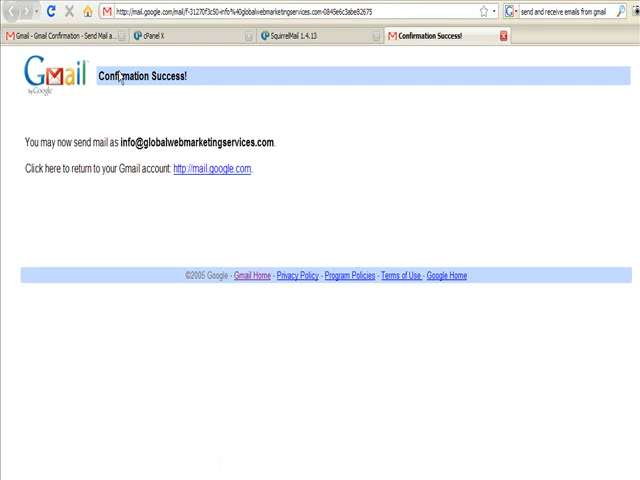 http://mail.google.com/mail/f-31270f3c50-info%40globalwebmarketingservices.com-0845e6c3abe82675
send and receive emails from gmail
Gmail - Gmail Confirmation - Send Mail a...
cPanel X
SquirrelMail 1.4.13
Confirmation Success!
Gmail
by Google
Confirmation Success!
You may now send mail as info@globalwebmarketingservices.com.
Click here to return to your Gmail account: http://mail.google.com.
©2005 Google - Gmail Home - Privacy Policy - Program Policies - Terms of Use - Google Home